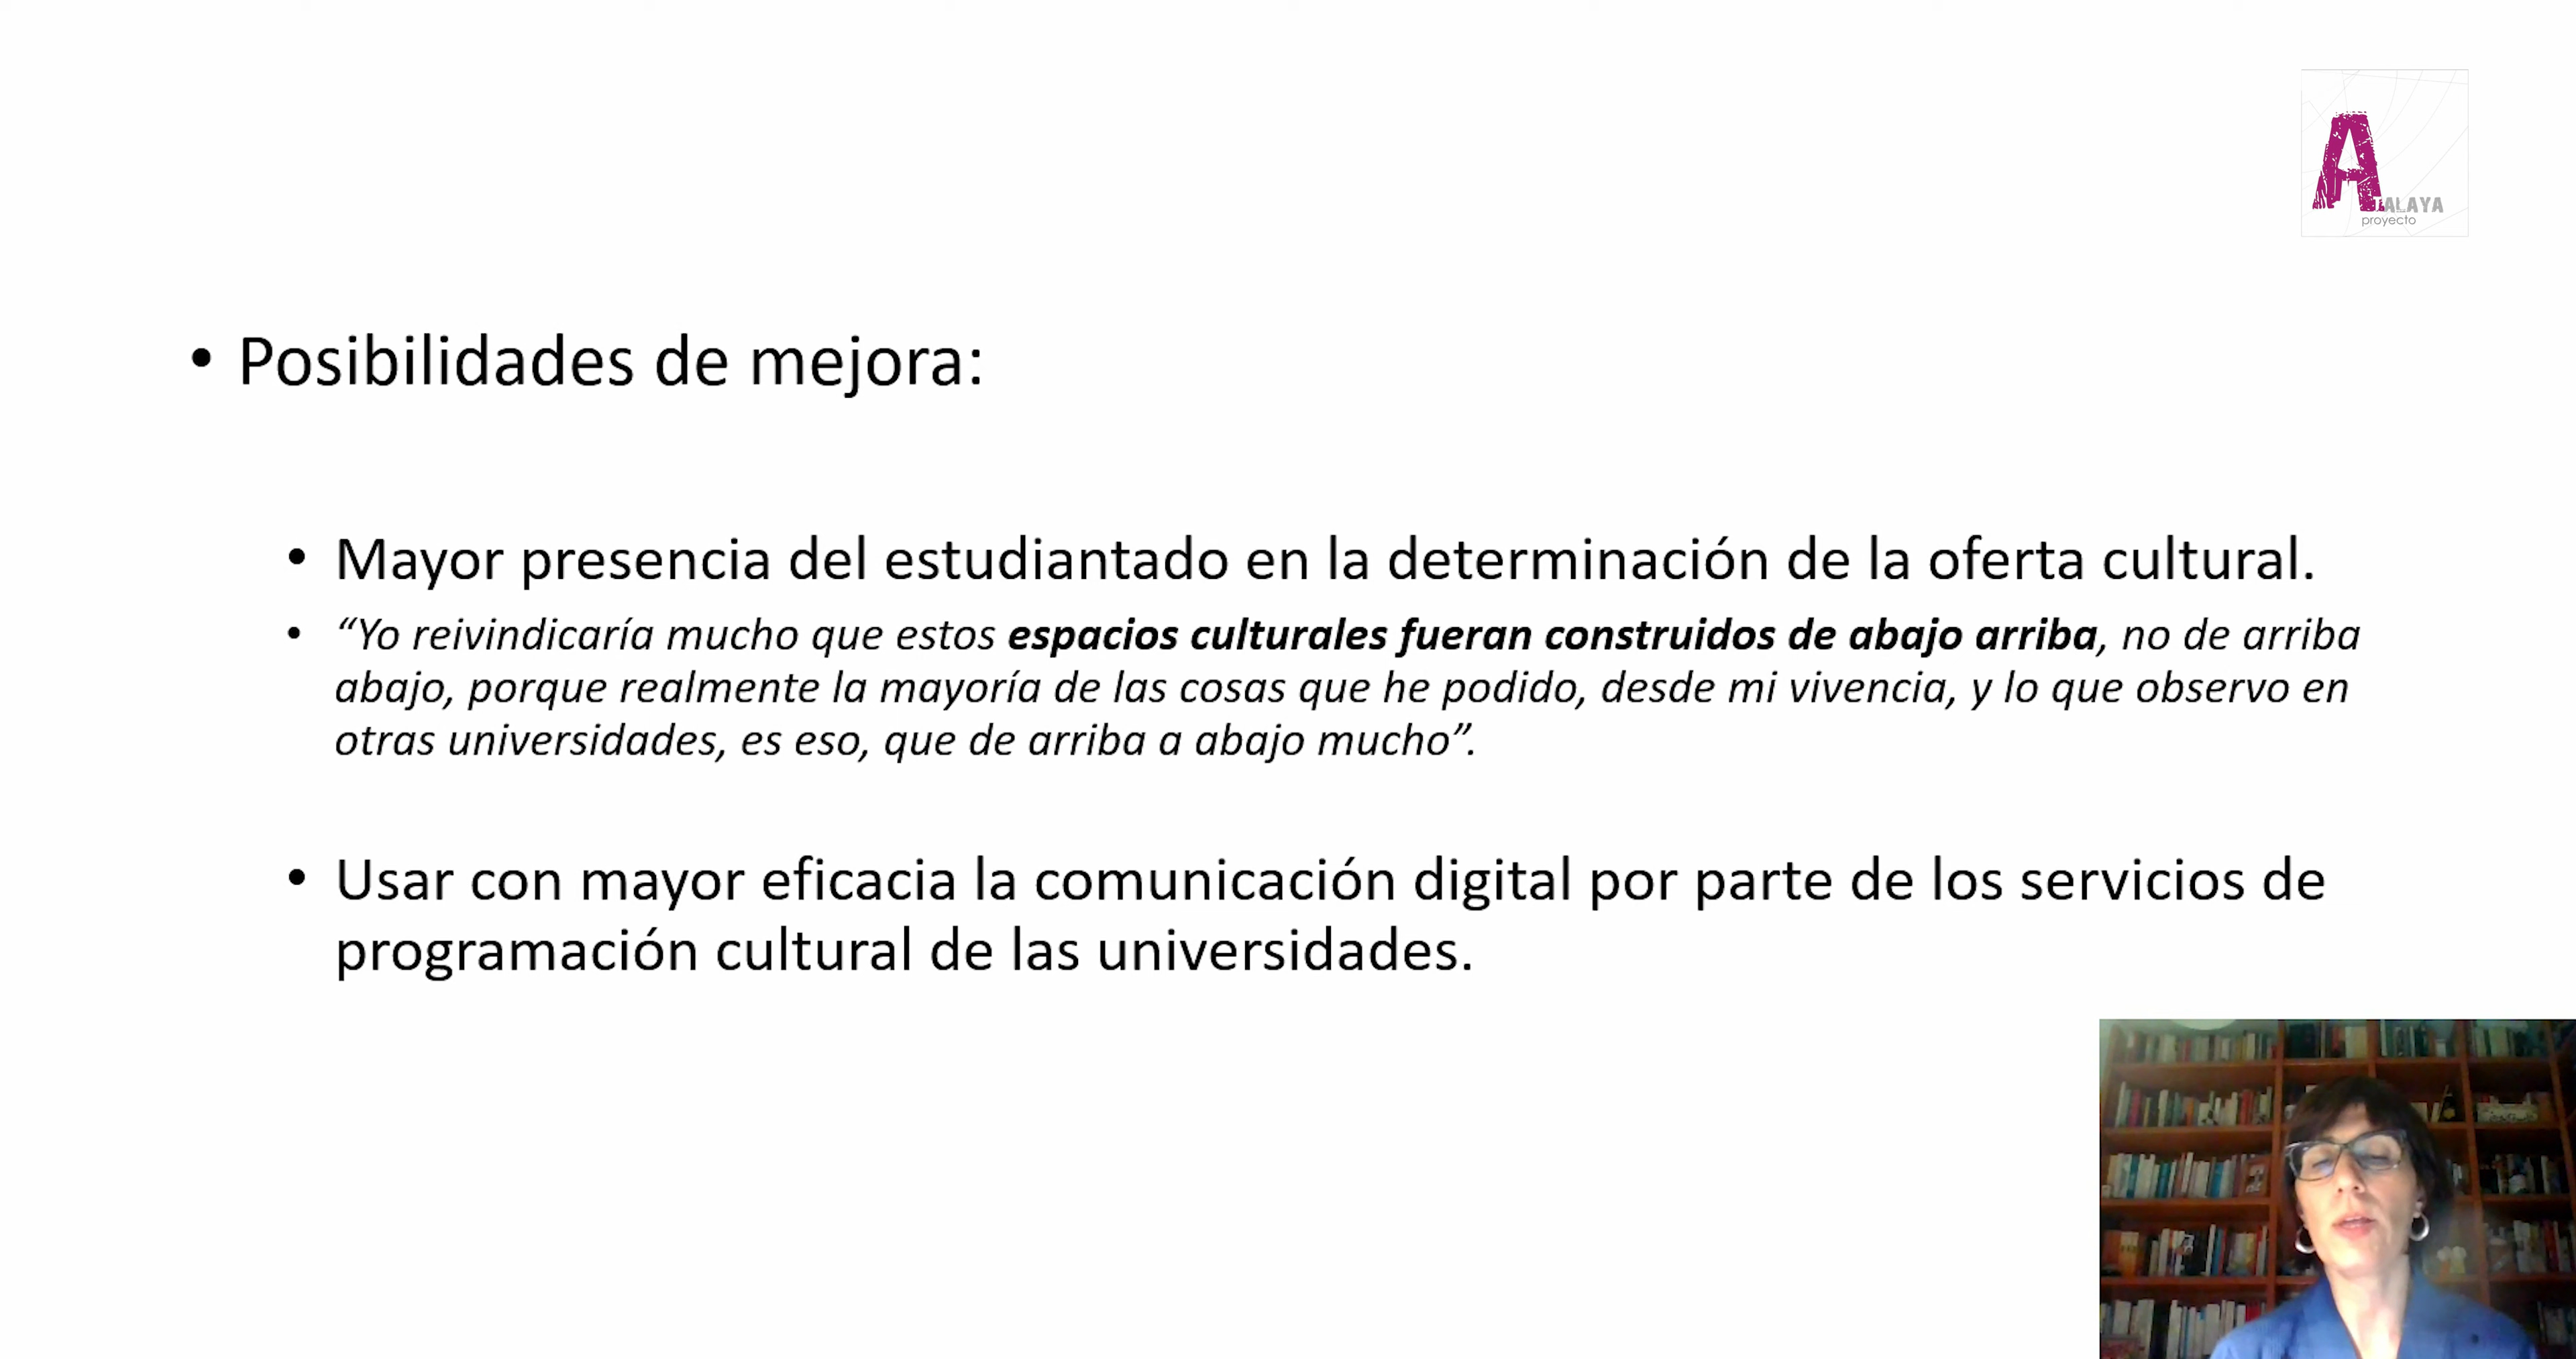 A
TALAYA
proyecto
• Posibilidades de mejora:
• Mayor presencia del estudiantado en la determinación de la oferta cultural.
• “Yo reivindicaría mucho que estos espacios culturales fueran construidos de abajo arriba, no de arriba
abajo, porque realmente la mayoría de las cosas que he podido, desde mi vivencia, y lo que observo en
otras universidades, es eso, que de arriba a abajo mucho”.
• Usar con mayor eficacia la comunicación digital por parte de los servicios de
programación cultural de las universidades.